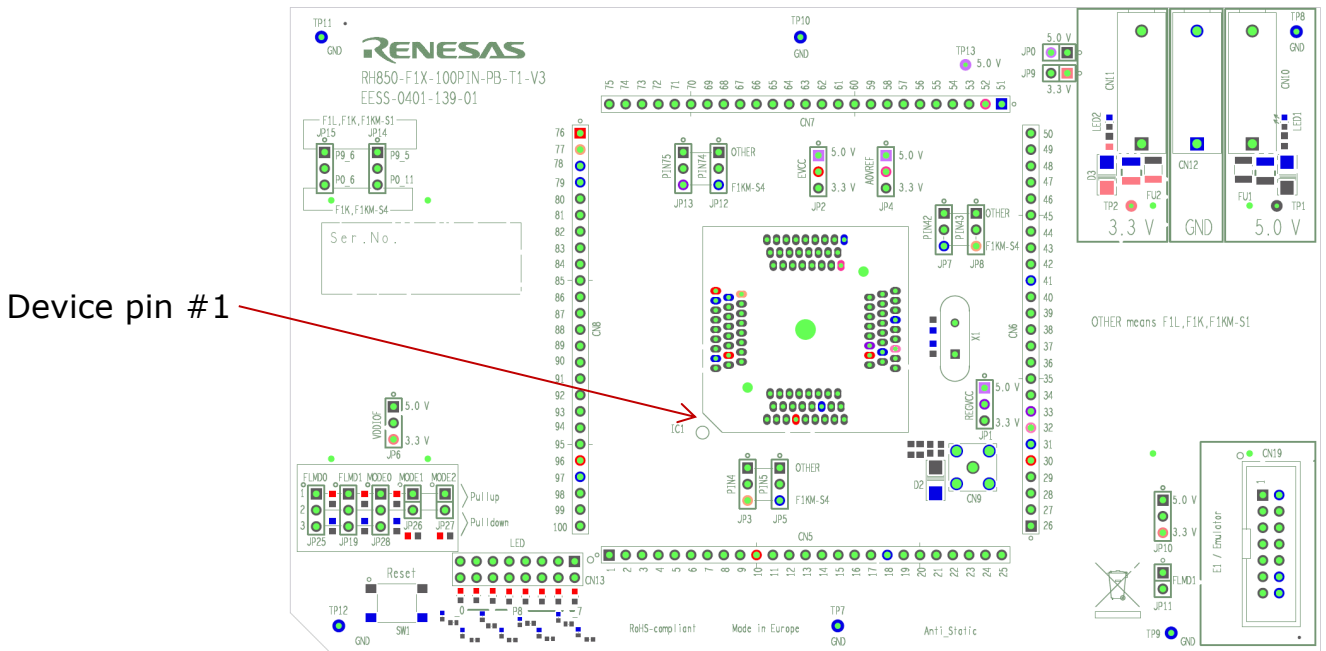 TP11
GND
RENESAS
RH850-F1X-100PIN-PB-T1-V3
EESS-0401-139-01
TP10
GND
TP13
5.0 V
5.0 V
JP0
JP9
3.3 V
TP8
GND
CN11
CN10
LED2
LED1
CN12
D3
TP2
FU2
FU1
TP1
3.3 V
GND
5.0 V
75 74 73 72 71 70 69 68 67 66 65 64 63 62 61 60 59 58 57 56 55 54 53 52 51
CN7
F1L,F1K,F1KM-S1
JP15
JP14
P9_6
P9_5
P0_6
P0_11
F1K,F1KM-S4
Ser.No.
76
77
78
79
80
81
82
83
84
85
86
87
88
89
90
91
92
93
94
95
96
97
98
99
100
CN8
PIN75
PIN74
OTHER
F1KM-S4
JP13
JP12
EVCC
5.0 V
3.3 V
JP2
A0VREF
5.0 V
3.3 V
JP4
PIN42
PIN43
OTHER
F1KM-S4
JP7
JP8
50
49
48
47
46
45
44
43
42
41
40
39
38
37
36
35
34
33
32
31
30
29
28
27
26
CN6
Device pin #1
X1
OTHER means F1L,F1K,F1KM-S1
IC1
REGVCC
5.0 V
3.3 V
JP1
VDDIOF
5.0 V
3.3 V
JP6
PIN4
PIN5
OTHER
F1KM-S4
JP3
JP5
D2
CN9
FLMD0
FLMD1
MODE0
MODE1
MODE2
1
2
3
Pullup
Pulldown
JP25
JP19
JP28
JP26
JP27
CN5
1 2 3 4 5 6 7 8 9 10 11 12 13 14 15 16 17 18 19 20 21 22 23 24 25
LED
CN13
_0
P8
_7
Reset
SW1
TP12
GND
RoHS-compliant
Made in Europe
TP7
GND
Anti_Static
5.0 V
3.3 V
JP10
FLMD1
JP11
CN19
1
E1 / Emulator
TP9
GND